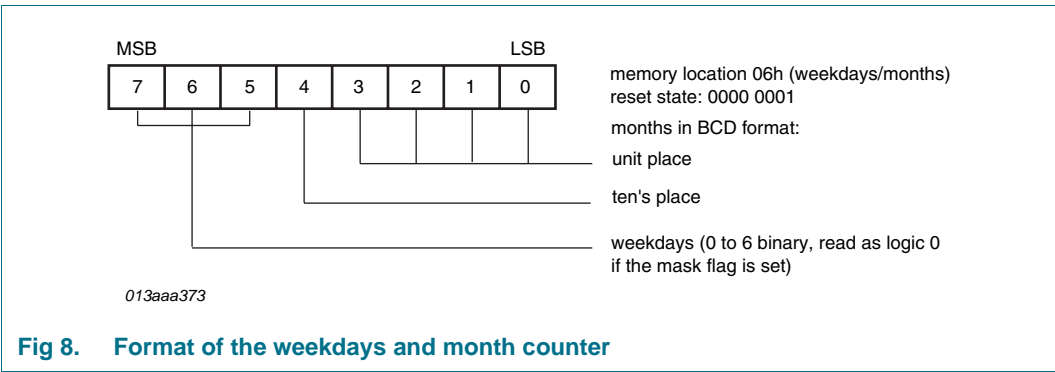 MSB LSB
7 6 5 4 3 2 1 0
memory location 06h (weekdays/months)
reset state: 0000 0001
months in BCD format:
unit place
ten's place
weekdays (0 to 6 binary, read as logic 0
if the mask flag is set)
013aaa373
Fig 8. Format of the weekdays and month counter